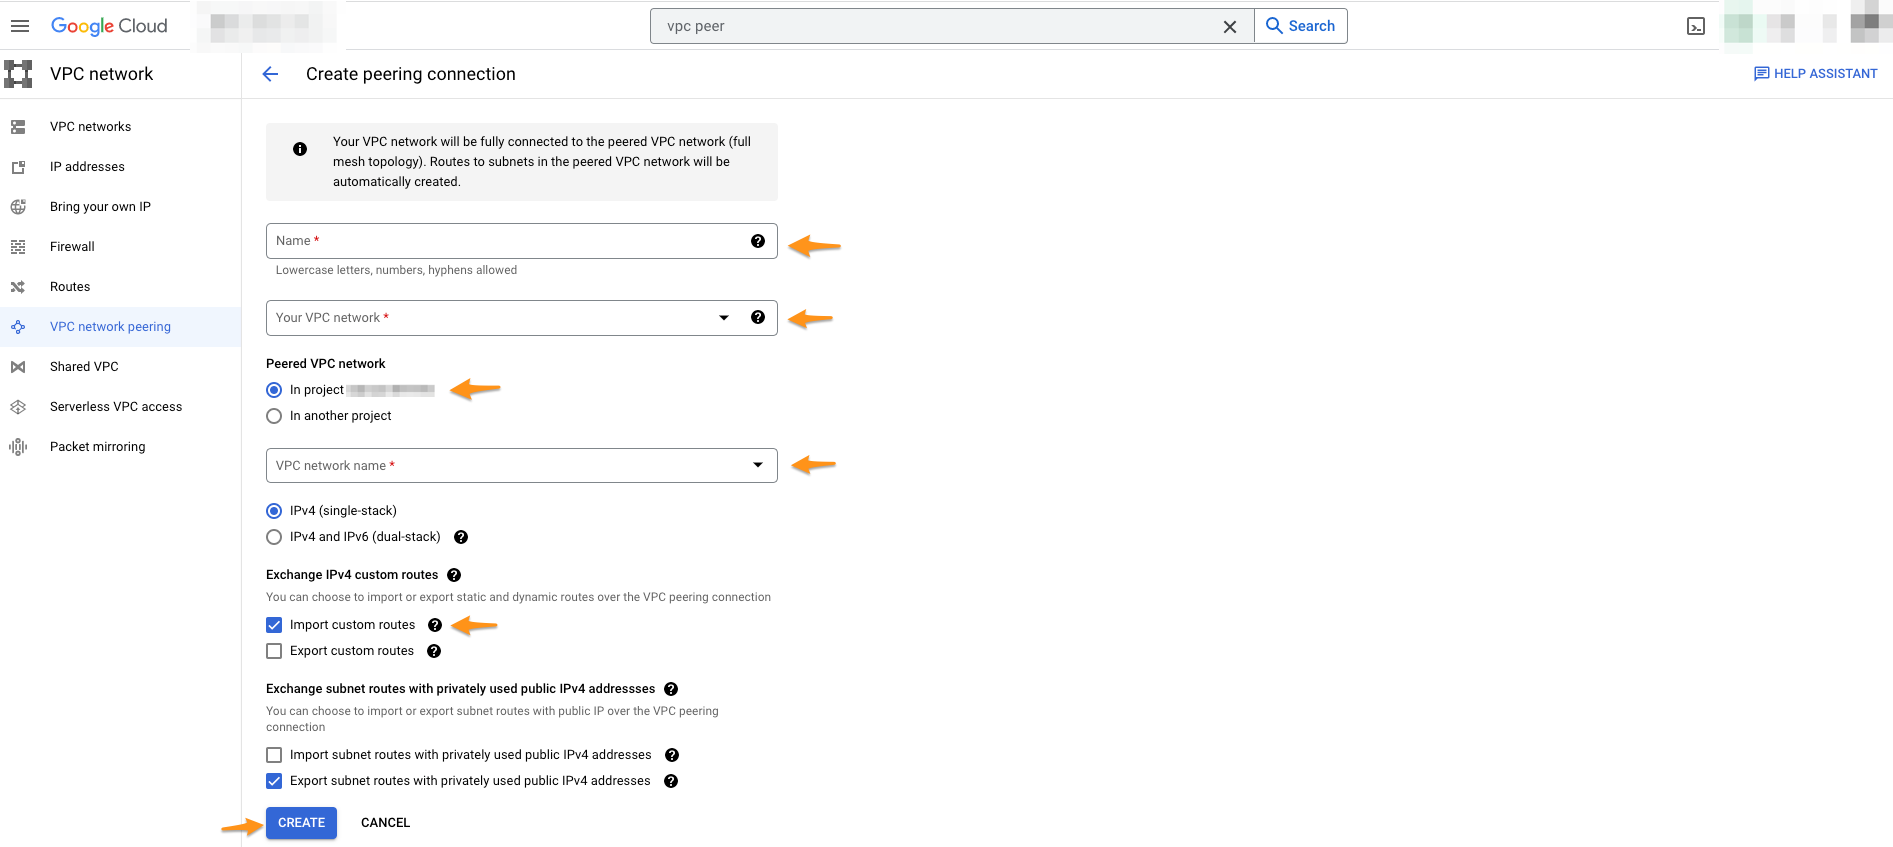 Google Cloud
vpc peer
Search
VPC network
Create peering connection
HELP ASSISTANT
VPC networks
IP addresses
Bring your own IP
Firewall
Routes
VPC network peering
Shared VPC
Serverless VPC access
Packet mirroring
Your VPC network will be fully connected to the peered VPC network (full
mesh topology). Routes to subnets in the peered VPC network will be
automatically created.
Name *
Lowercase letters, numbers, hyphens allowed
Your VPC network *
Peered VPC network
In project
In another project
VPC network name *
IPv4 (single-stack)
IPv4 and IPv6 (dual-stack)
Exchange IPv4 custom routes
You can choose to import or export static and dynamic routes over the VPC peering connection
Import custom routes
Export custom routes
Exchange subnet routes with privately used public IPv4 addressses
You can choose to import or export subnet routes with public IP over the VPC peering
connection
Import subnet routes with privately used public IPv4 addresses
Export subnet routes with privately used public IPv4 addresses
CREATE
CANCEL